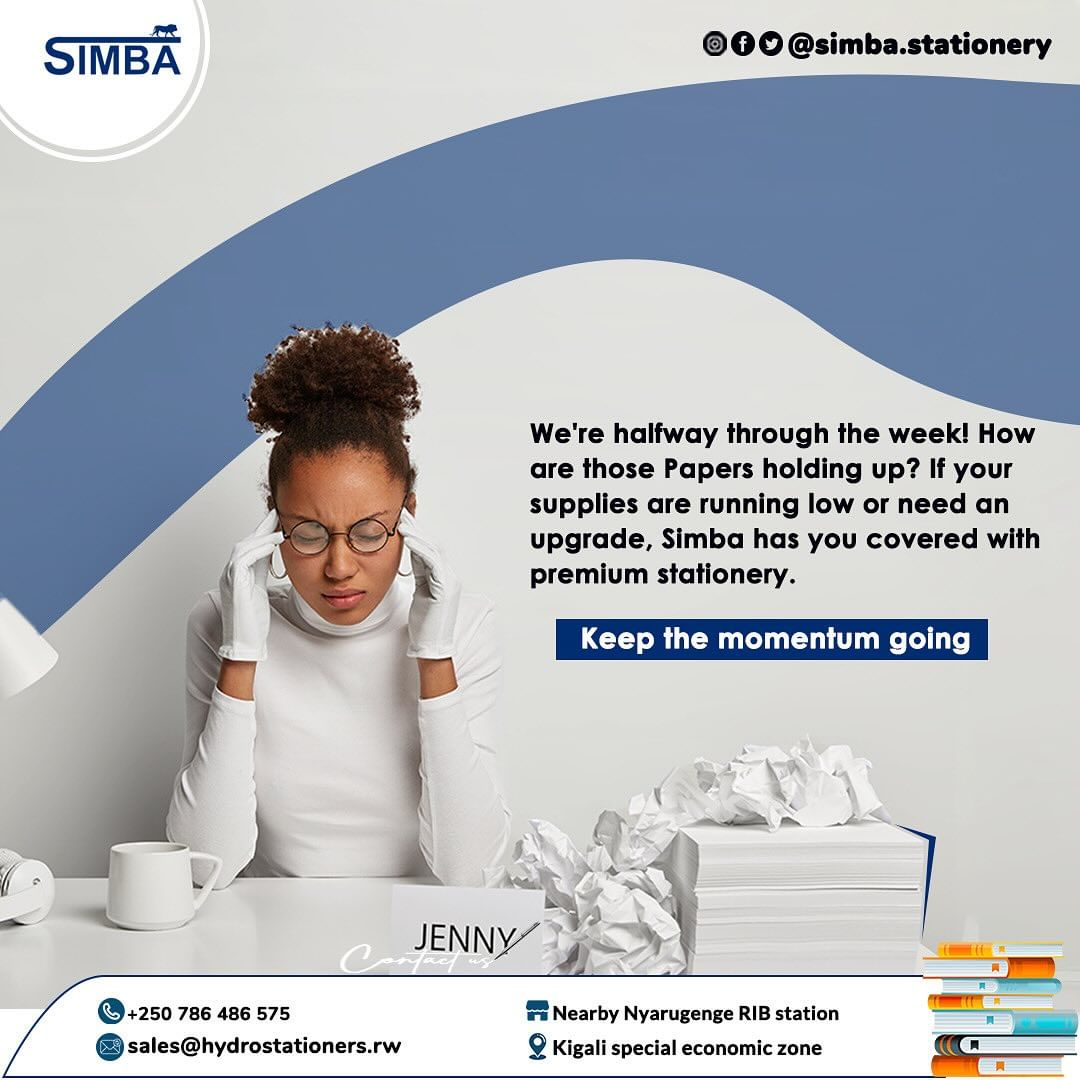 SIMBA
@simba.stationery
We're halfway through the week! How
are those Papers holding up? If your
supplies are running low or need an
upgrade, Simba has you covered with
premium stationery.
Keep the momentum going
JENNY
Contact us
+250 786 486 575
sales@hydrostationers.rw
Nearby Nyarugenge RIB station
Kigali special economic zone